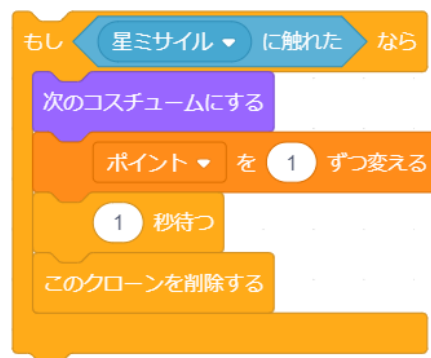 もし 星ミサイル に触れた なら
次のコスチュームにする
ポイント を 1 ずつ変える
1 秒待つ
このクローンを削除する